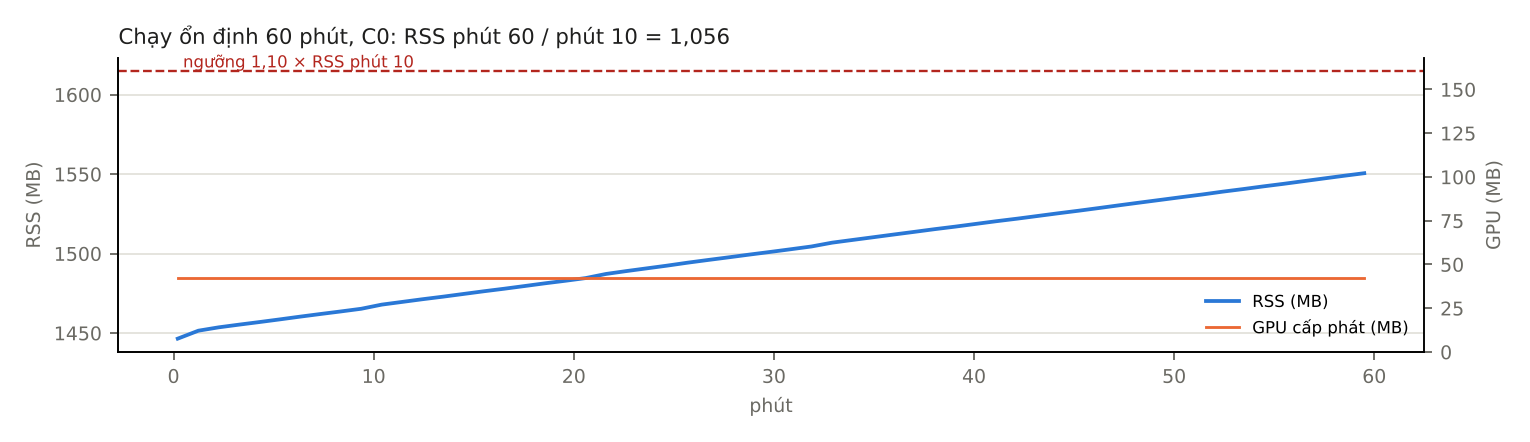 Chạy ổn định 60 phút, C0: RSS phút 60 / phút 10 = 1,056
ngưỡng 1,10 × RSS phút 10
RSS (MB)
1600
1550
1500
1450
150
125
100
75
50
25
0
GPU (MB)
RSS (MB)
GPU cấp phát (MB)
0 10 20 30 40 50 60
phút